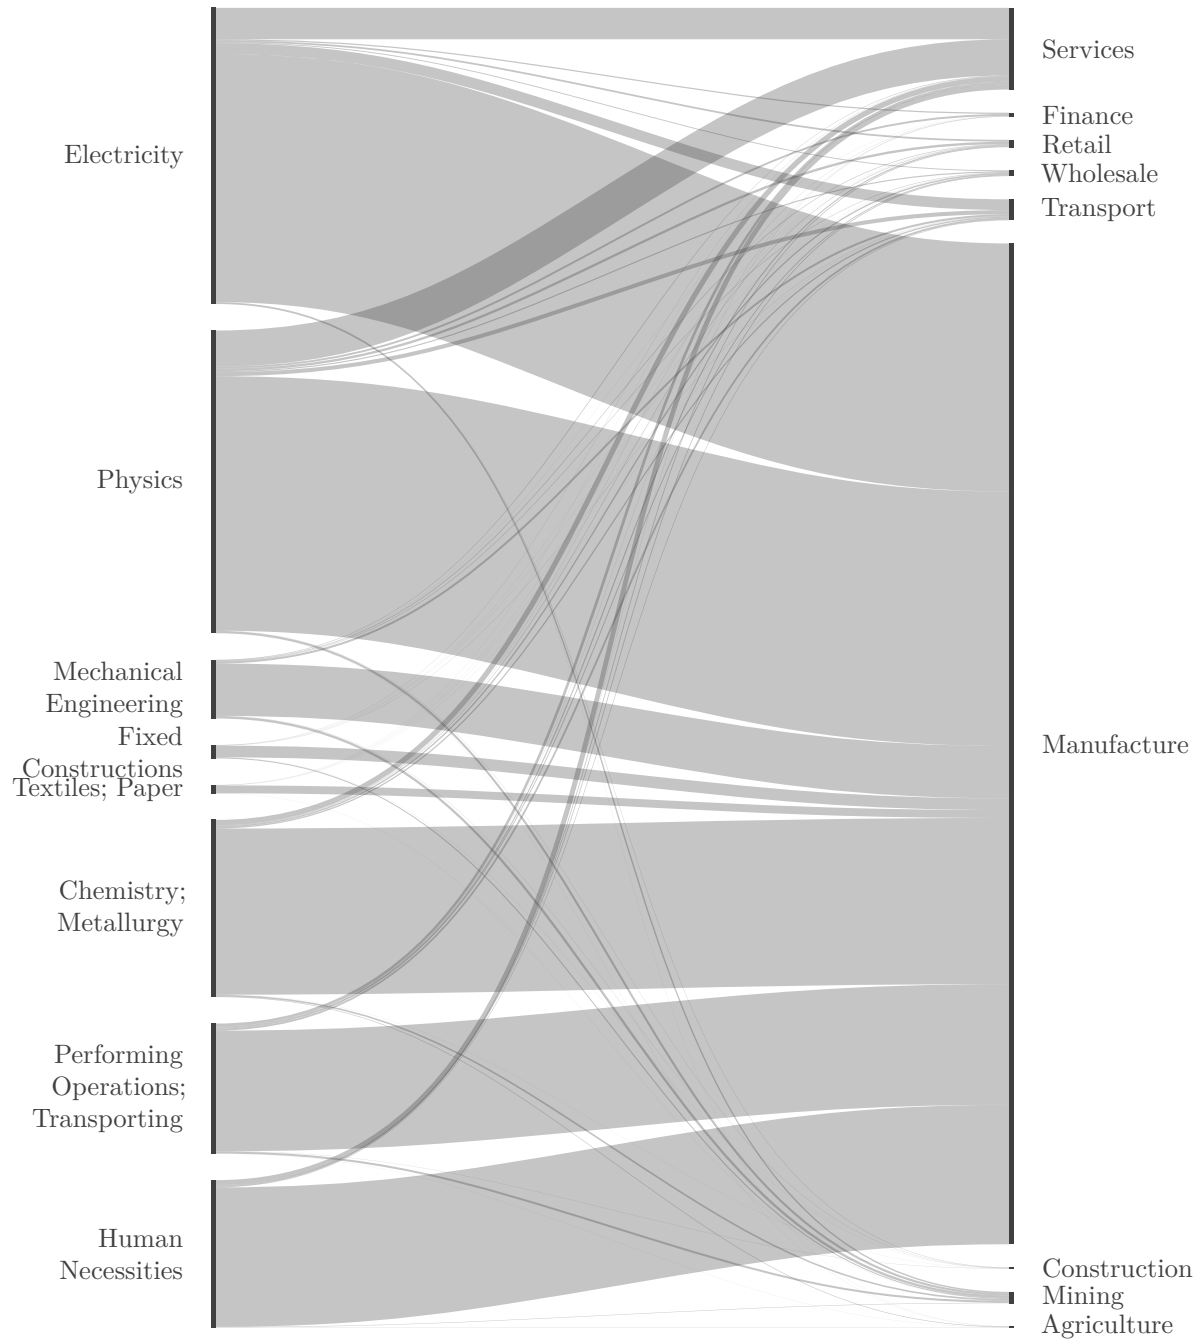 Electricity
Physics
Mechanical
Engineering
Fixed
Constructions
Textiles; Paper
Chemistry;
Metallurgy
Performing
Operations;
Transporting
Human
Necessities
Services
Finance
Retail
Wholesale
Transport
Manufacture
Construction
Mining
Agriculture